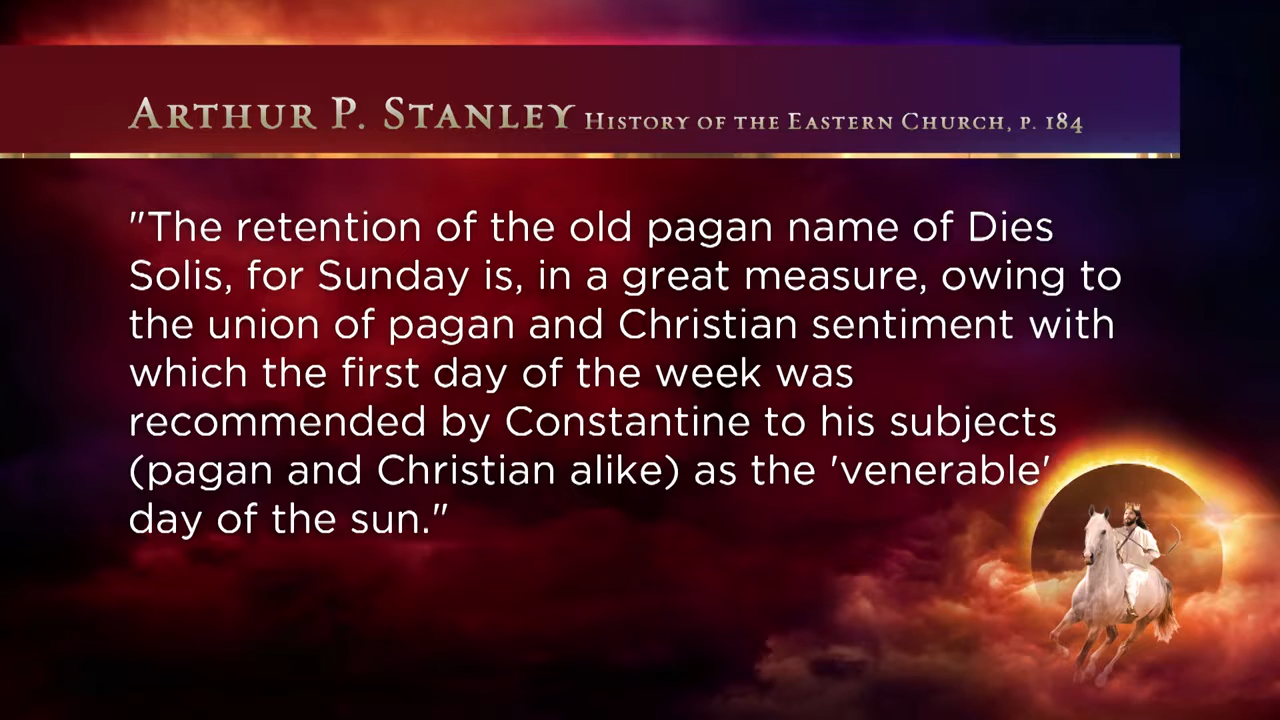 Arthur P. Stanley History of the Eastern Church, p. 184
"The retention of the old pagan name of Dies
Solis, for Sunday is, in a great measure, owing to
the union of pagan and Christian sentiment with
which the first day of the week was
recommended by Constantine to his subjects
(pagan and Christian alike) as the 'venerable'
day of the sun."